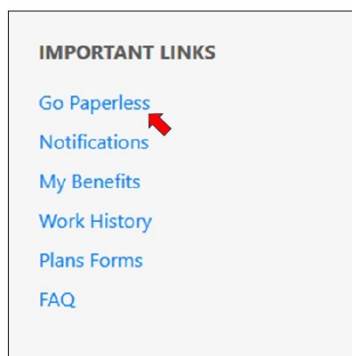 IMPORTANT LINKS
Go Paperless
Notifications
My Benefits
Work History
Plans Forms
FAQ